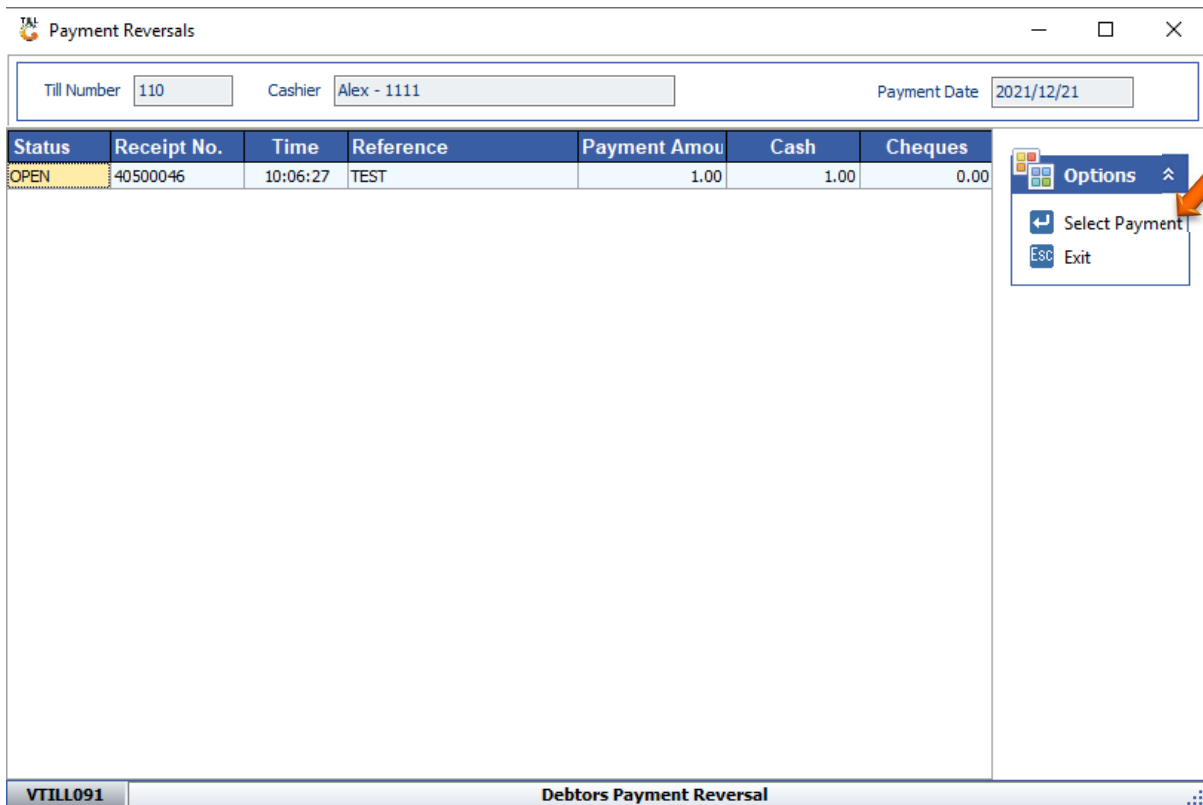 Payment Reversals
Till Number 110 Cashier Alex - 1111 Payment Date 2021/12/21
Status Receipt No. Time Reference Payment Amou Cash Cheques
OPEN 40500046 10:06:27 TEST 1.00 1.00 0.00
Options
Select Payment
Esc Exit
VTILL091 Debtors Payment Reversal